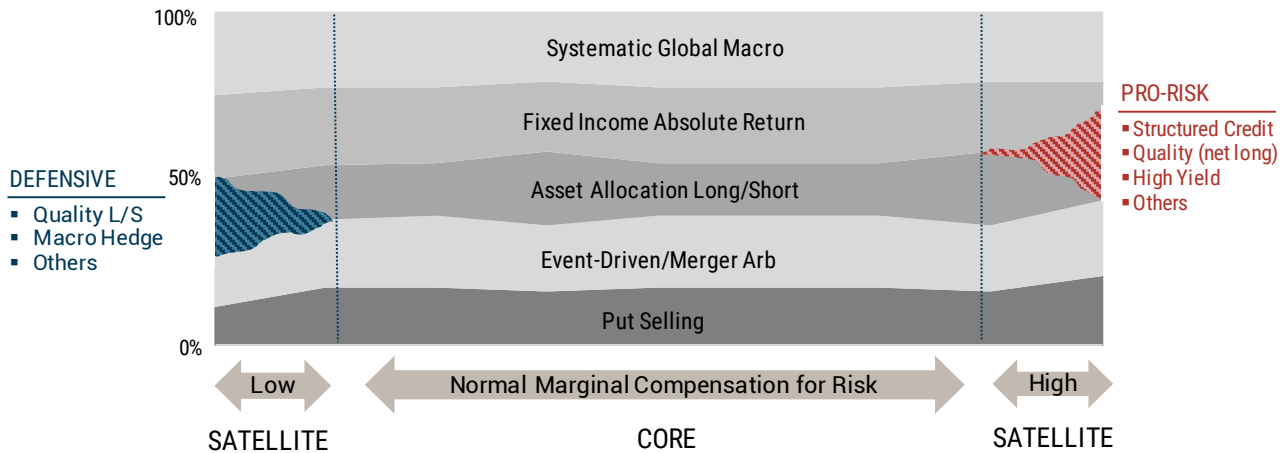 100%
Systematic Global Macro
Fixed Income Absolute Return
PRO-RISK
▪ Structured Credit
▪ Quality (net long)
▪ High Yield
▪ Others
50%
DEFENSIVE
▪ Quality L/S
▪ Macro Hedge
▪ Others
Asset Allocation Long/Short
Event-Driven/Merger Arb
Put Selling
0%
Low
Normal Marginal Compensation for Risk
High
SATELLITE
CORE
SATELLITE